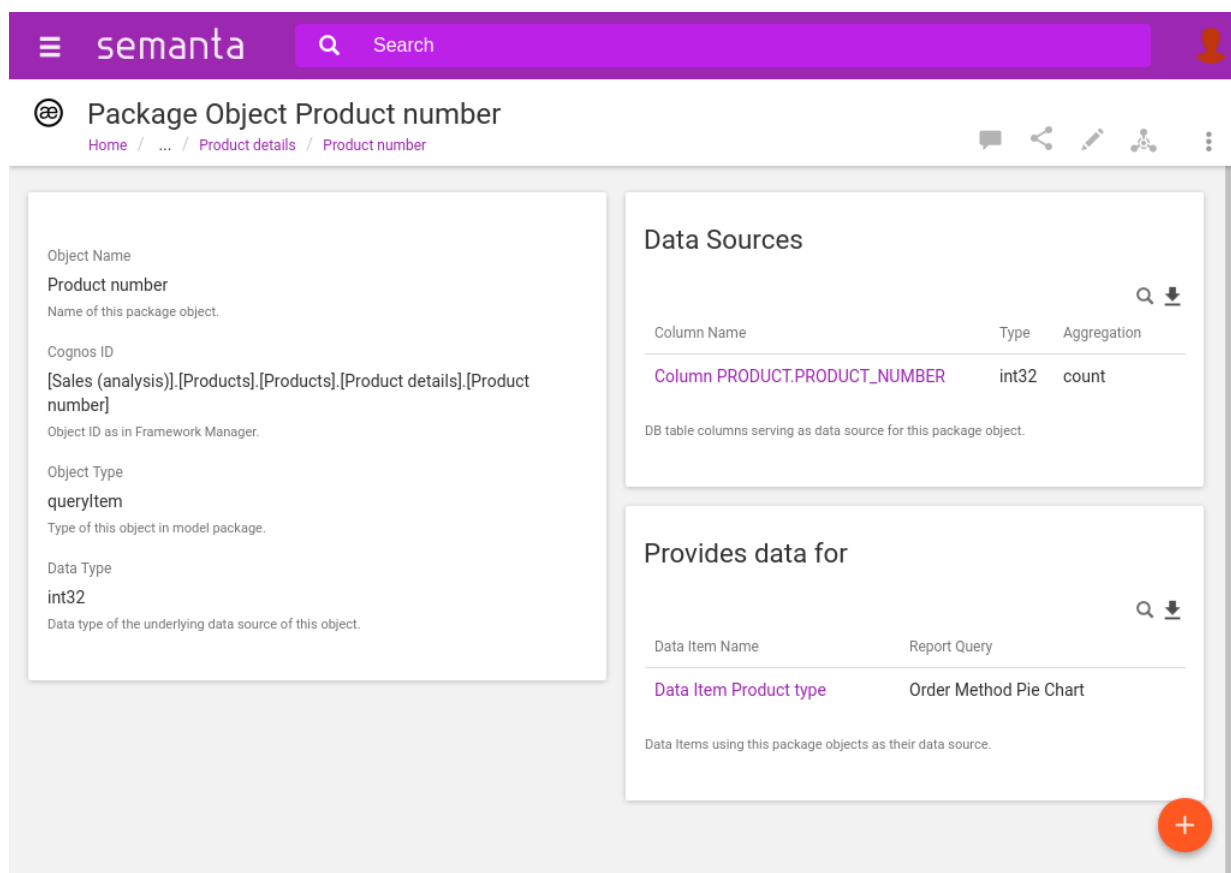 semanta
Search
Package Object Product number
Home / ... / Product details / Product number
Object Name
Product number
Name of this package object.
Cognos ID
[Sales (analysis)].[Products].[Products].[Product details].[Product
number]
Object ID as in Framework Manager.
Object Type
queryItem
Type of this object in model package.
Data Type
int32
Data type of the underlying data source of this object.
Data Sources
Column Name Type Aggregation
Column PRODUCT.PRODUCT_NUMBER int32 count
DB table columns serving as data source for this package object.
Provides data for
Data Item Name Report Query
Data Item Product type Order Method Pie Chart
Data Items using this package objects as their data source.